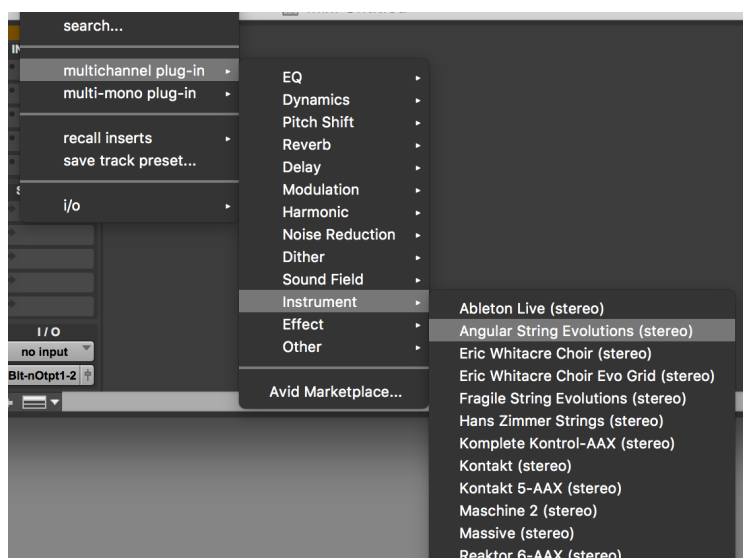 search...
multichannel plug-in
multi-mono plug-in
recall inserts
save track preset...
i/o
EQ
Dynamics
Pitch Shift
Reverb
Delay
Modulation
Harmonic
Noise Reduction
Dither
Sound Field
Instrument
Effect
Other
Avid Marketplace...
Ableton Live (stereo)
Angular String Evolutions (stereo)
Eric Whitacre Choir (stereo)
Eric Whitacre Choir Evo Grid (stereo)
Fragile String Evolutions (stereo)
Hans Zimmer Strings (stereo)
Komplete Kontrol-AAX (stereo)
Kontakt (stereo)
Kontakt 5-AAX (stereo)
Maschine 2 (stereo)
Massive (stereo)
Reaktor 6-AAX (stereo)
I / O
no input
Blt-nOtpt1-2